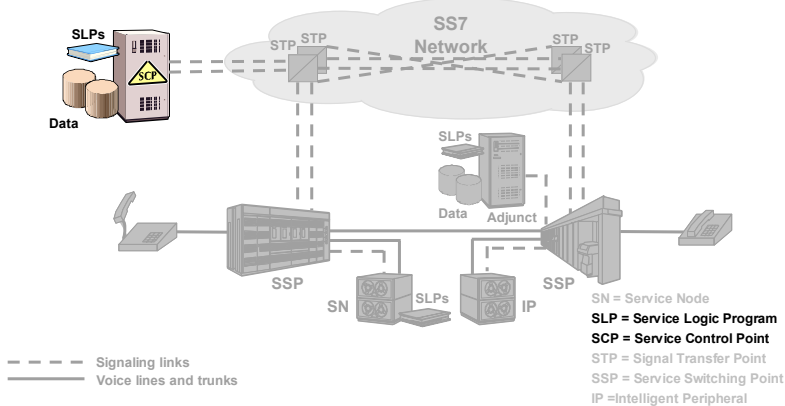 SS7
Network
SLPs
SCP
Data
STP
STP
STP
STP
SLPs
Data
Adjunct
SSP
SSP
SN
SLPs
IP
SN = Service Node
SLP = Service Logic Program
SCP = Service Control Point
STP = Signal Transfer Point
SSP = Service Switching Point
IP =Intelligent Peripheral
Signaling links
Voice lines and trunks